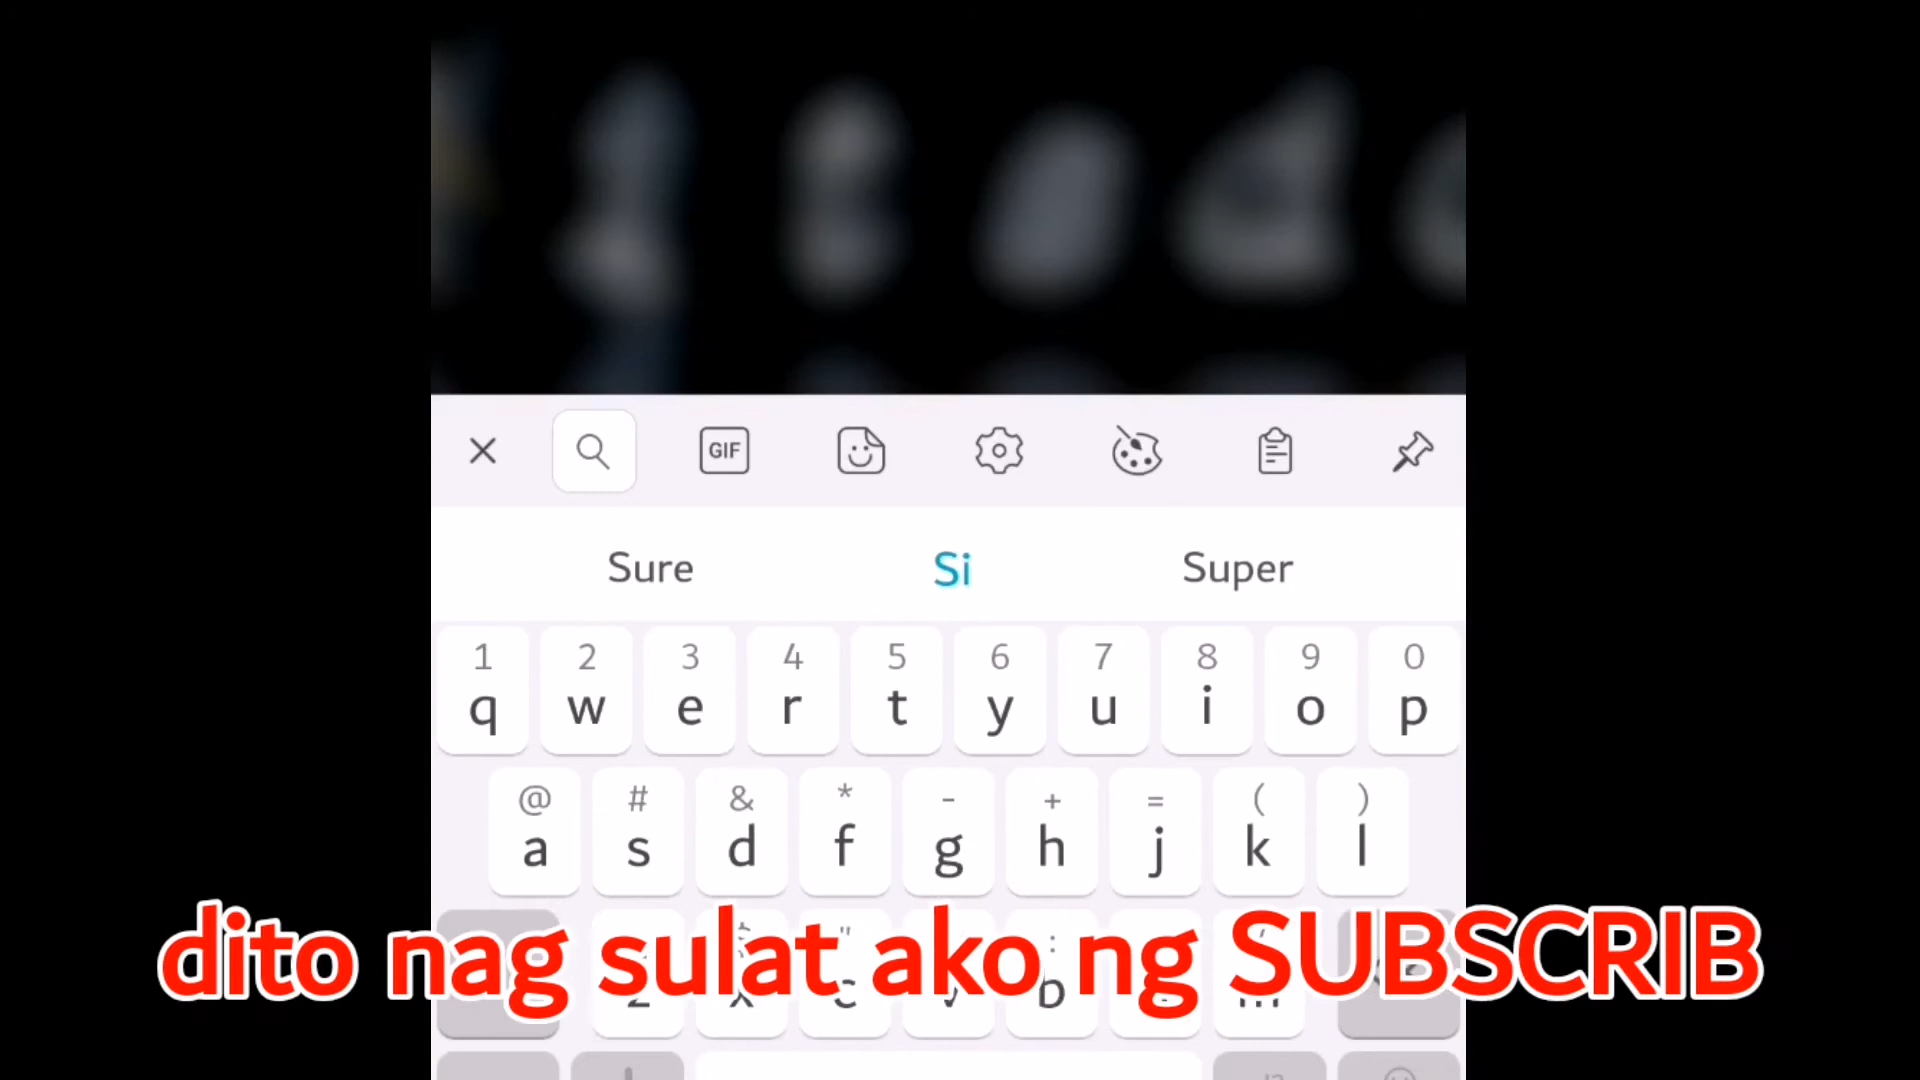 GIF
Sure Si Super
1 2 3 4 5 6 7 8 9 0
q w e r t y u i o p
@ # & * - + = ( )
a s d f g h j k l
dito nag sulat ako ng SUBSCRIB